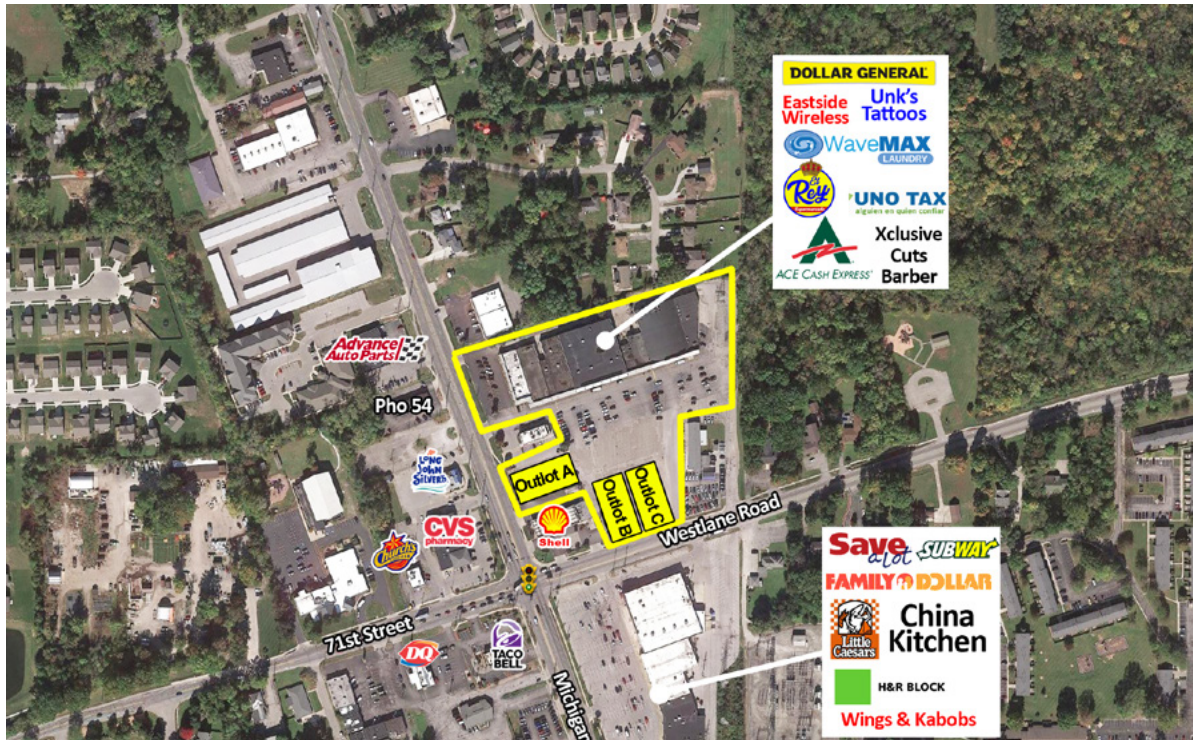 DOLLAR GENERAL
Eastside
Wireless
Unk's
Tattoos
WaveMAX
LAUNDRY
El
Rey
UNO TAX
alguien en quien confiar
ACE CASH EXPRESS
Xclusive
Cuts
Barber
Advance
Auto Parts
Pho 54
LONG
JOHN
SILVER'S
Outlot A
Outlot B
Outlot C
Shell
CVS
pharmacy
Church's
Westlane Road
71st Street
DQ
TACO
BELL
Michigan
Save
a lot
SUBWAY
FAMILY DOLLAR
Little
Caesars
China
Kitchen
H&R BLOCK
Wings & Kabobs